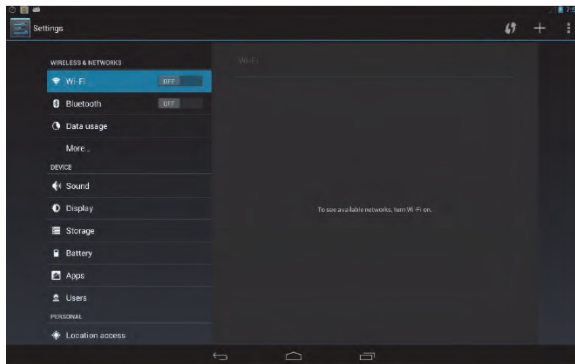 Settings
WIRELESS & NETWORKS
Wi-Fi
Wi-Fi
OFF
Bluetooth
OFF
Data usage
More...
DEVICE
Sound
Display
To see available networks, turn Wi-Fi on.
Storage
Battery
Apps
Users
PERSONAL
Location access